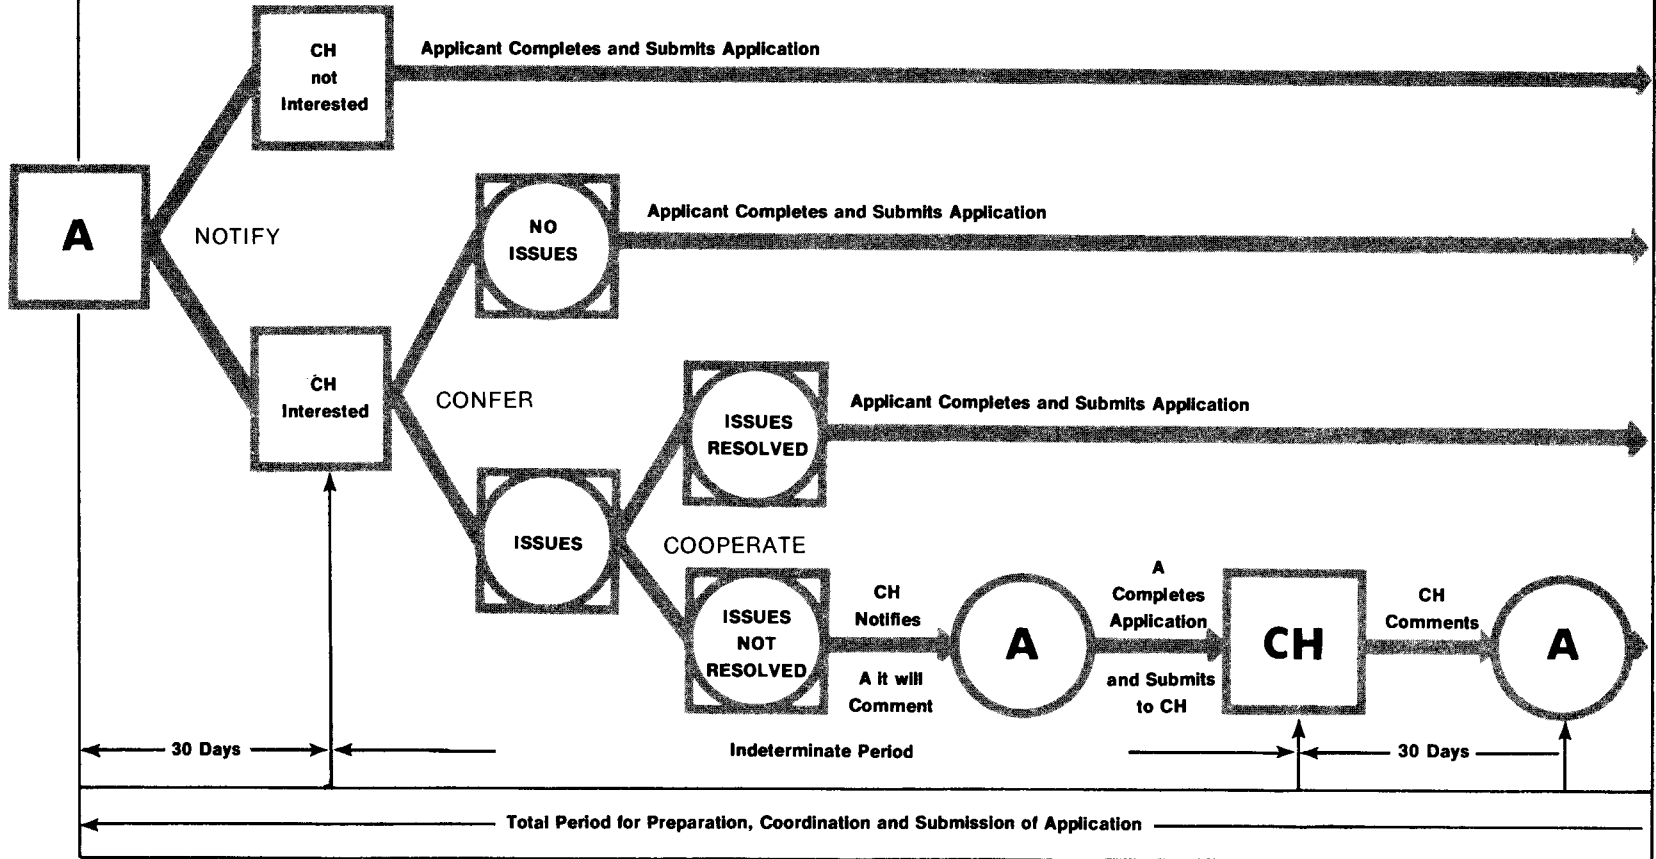 CH
not
Interested
Applicant Completes and Submits Application
A
NOTIFY
NO
ISSUES
Applicant Completes and Submits Application
CH
Interested
CONFER
ISSUES
RESOLVED
Applicant Completes and Submits Application
ISSUES
COOPERATE
ISSUES
NOT
RESOLVED
CH
Notifies
A it will
Comment
A
A
Completes
Application
and Submits
to CH
CH
CH
Comments
A
30 Days
Indeterminate Period
30 Days
Total Period for Preparation, Coordination and Submission of Application